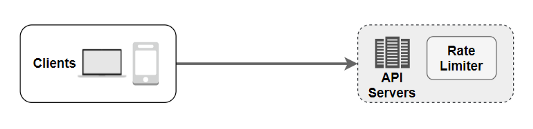 Clients
API
Servers
Rate
Limiter